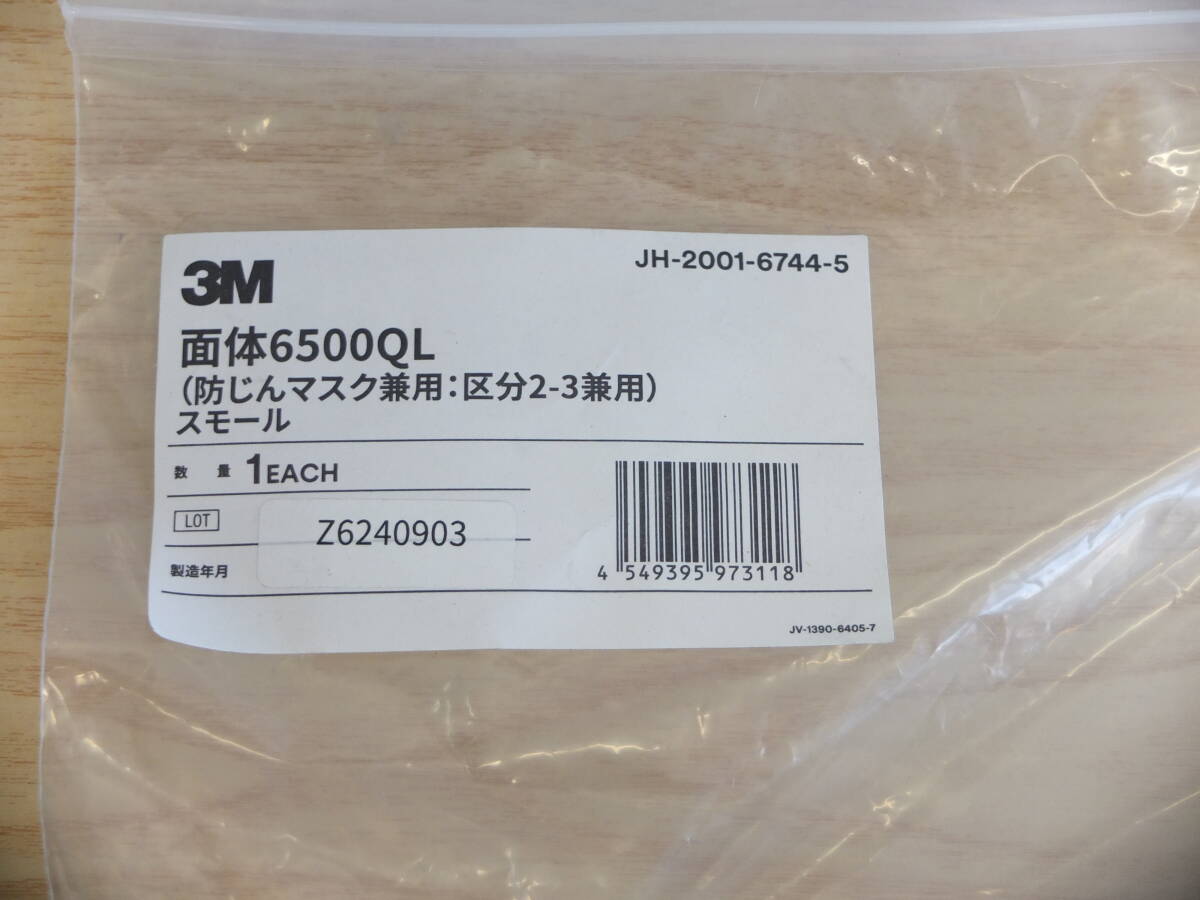 3M
JH-2001-6744-5
面体6500QL
(防じんマスク兼用:区分2-3兼用)
スモール
数量 1EACH
LOT
Z6240903
製造年月
4 549395 973118
JV-1390-6405-7